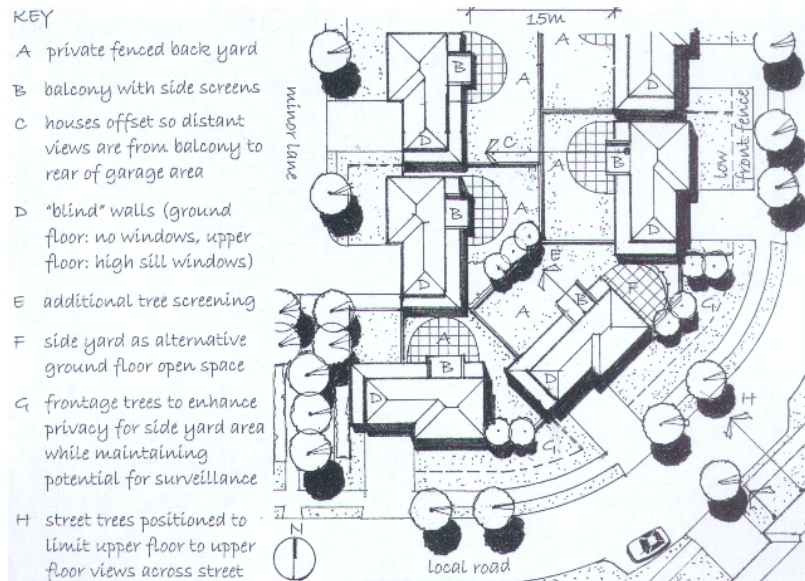 KEY
A private fenced back yard
B balcony with side screens
C houses offset so distant
views are from balcony to
rear of garage area
D "blind" walls (ground
floor: no windows, upper
floor: high sill windows)
E additional tree screening
F side yard as alternative
ground floor open space
G frontage trees to enhance
privacy for side yard area
while maintaining
potential for surveillance
H street trees positioned to
limit upper floor to upper
floor views across street
15m
A
B
A
D
minor lane
D
C
B
low
front fence
A
B
A
D
D
E
F
G
A
B
A
B
D
D
H
G
N
local road